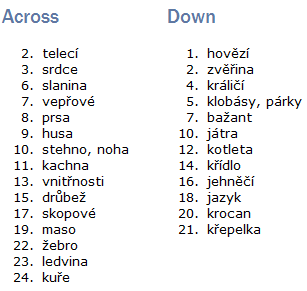 Across
2. telecí
3. srdce
6. slanina
7. vepřové
8. prsa
9. husa
10. stehno, noha
11. kachna
13. vnitřnosti
15. drůbež
17. skopové
19. maso
22. žebro
23. ledvina
24. kuře
Down
1. hovězí
2. zvěřina
4. králičí
5. klobásy, párky
7. bažant
10. játra
12. kotleta
14. křídlo
16. jehněčí
18. jazyk
20. krocan
21. křepelka